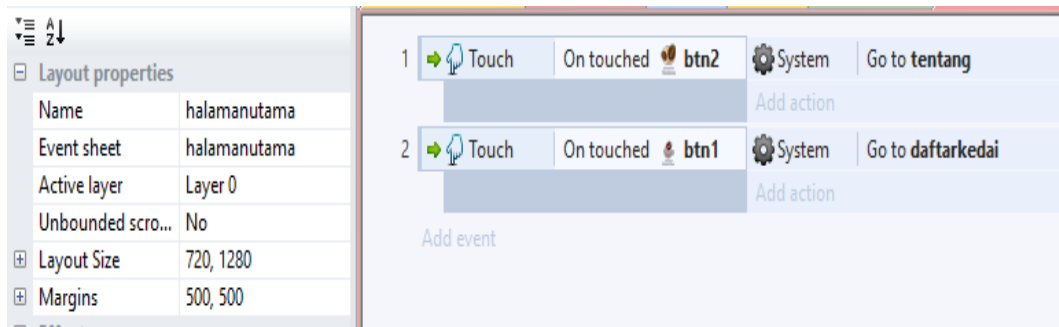 Layout properties
Name halamanutama
Event sheet halamanutama
Active layer Layer 0
Unbounded scro... No
Layout Size 720, 1280
Margins 500, 500
1 Touch On touched btn2 System Go to tentang
Add action
2 Touch On touched btn1 System Go to daftarkedai
Add action
Add event